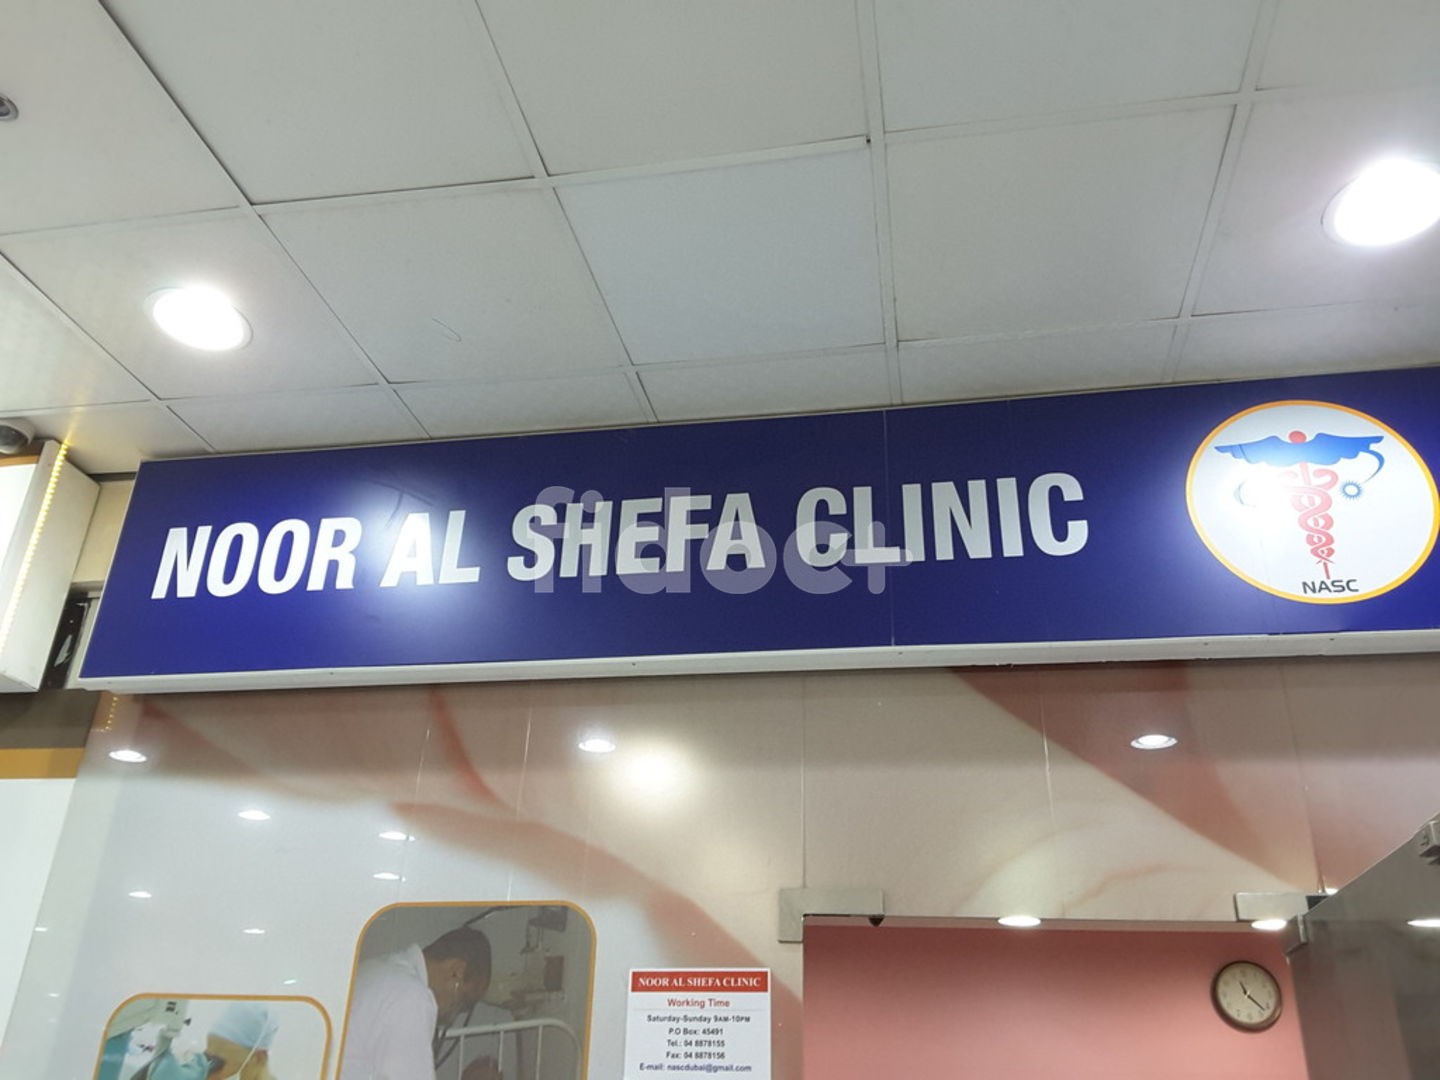 NOOR AL SHEFA CLINIC
fidoc+
NASC
NOOR AL SHEFA CLINIC
Working Time
Saturday-Sunday 9AM-10PM
P.O Box: 45491
Tel.: 04 8878155
Fax: 04 8878156
E-mail: nascdubai@gmail.com